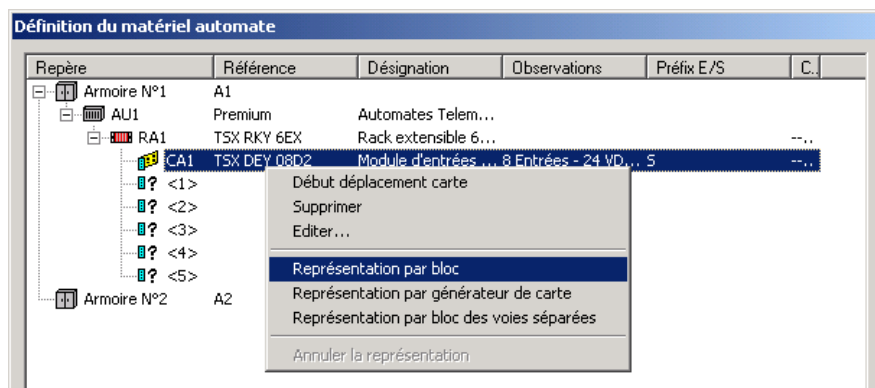 Définition du matériel automate
Repère Référence Désignation Observations Préfix E/S C..
Armoire N°1 A1
AU1 Premium Automates Telem...
RA1 TSX RKY 6EX Rack extensible 6... --..
CA1 TSX DEY 08D2 Module d'entrées ... 8 Entrées - 24 VD... S --..
<1>
<2>
<3>
<4>
<5>
Armoire N°2 A2
Début déplacement carte
Supprimer
Editer...
Représentation par bloc
Représentation par générateur de carte
Représentation par bloc des voies séparées
Annuler la représentation